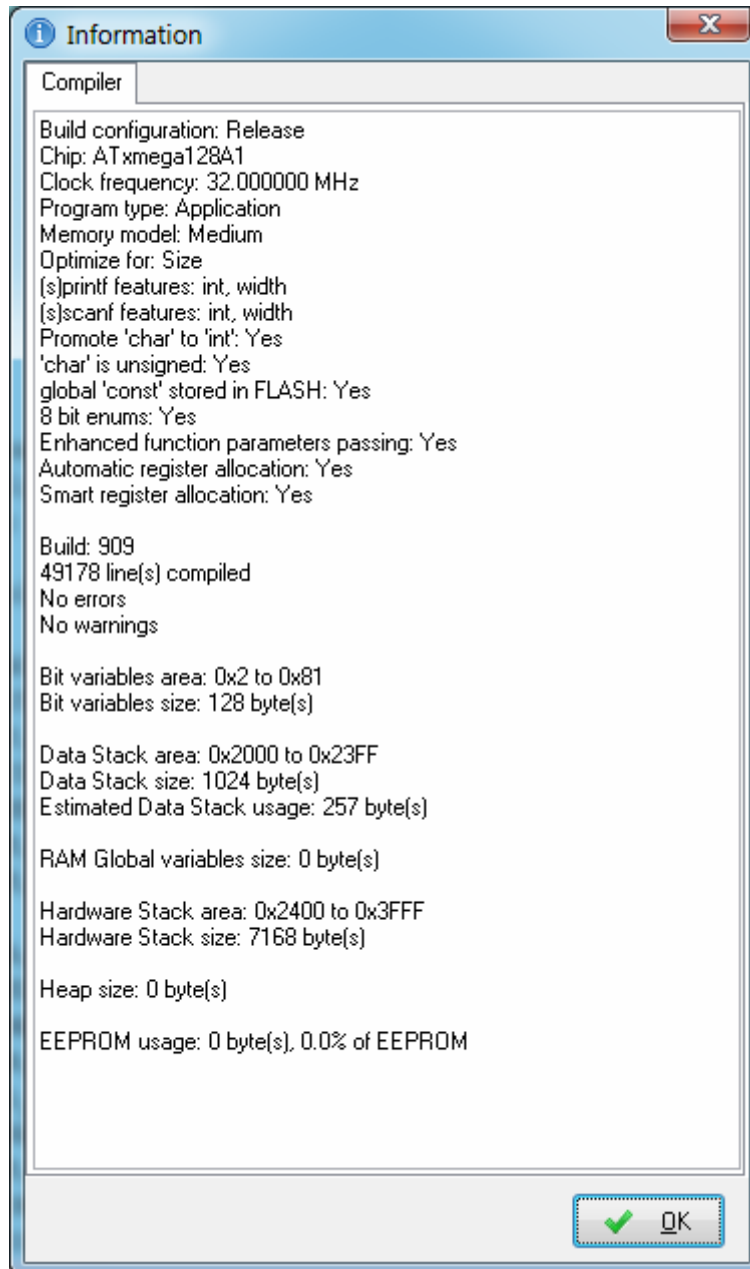 Information
Compiler
Build configuration: Release
Chip: ATxmega128A1
Clock frequency: 32.000000 MHz
Program type: Application
Memory model: Medium
Optimize for: Size
(s)printf features: int, width
(s)scanf features: int, width
Promote 'char' to 'int': Yes
'char' is unsigned: Yes
global 'const' stored in FLASH: Yes
8 bit enums: Yes
Enhanced function parameters passing: Yes
Automatic register allocation: Yes
Smart register allocation: Yes
Build: 909
49178 line(s) compiled
No errors
No warnings
Bit variables area: 0x2 to 0x81
Bit variables size: 128 byte(s)
Data Stack area: 0x2000 to 0x23FF
Data Stack size: 1024 byte(s)
Estimated Data Stack usage: 257 byte(s)
RAM Global variables size: 0 byte(s)
Hardware Stack area: 0x2400 to 0x3FFF
Hardware Stack size: 7168 byte(s)
Heap size: 0 byte(s)
EEPROM usage: 0 byte(s), 0.0% of EEPROM
OK